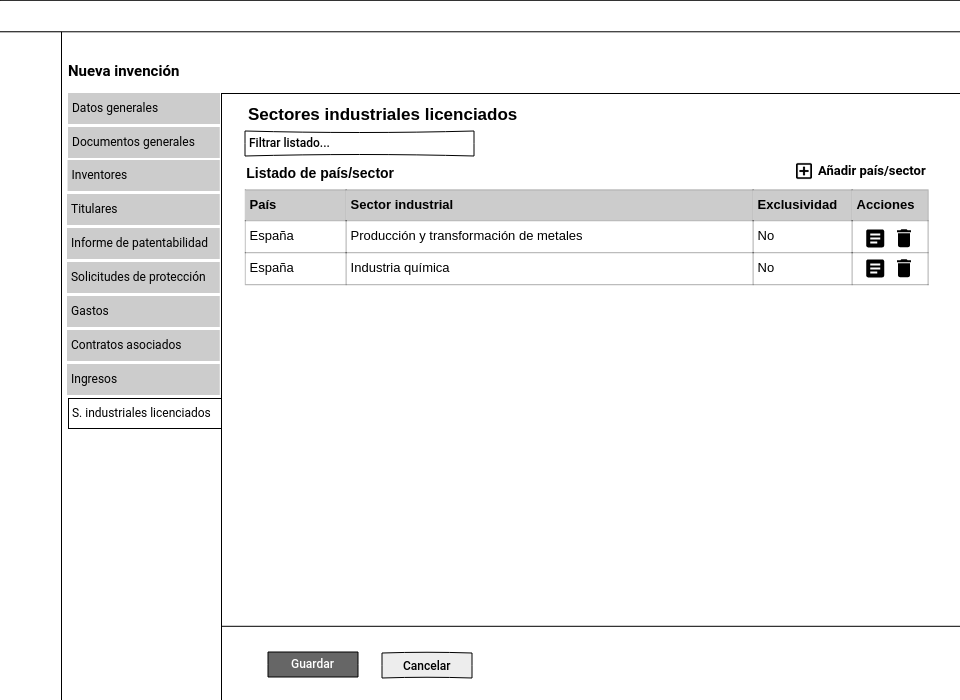 Nueva invención
Datos generales
Documentos generales
Inventores
Titulares
Informe de patentabilidad
Solicitudes de protección
Gastos
Contratos asociados
Ingresos
S. industriales licenciados
Sectores industriales licenciados
Filtrar listado...
Listado de país/sector
Añadir país/sector
País Sector industrial Exclusividad Acciones
España Producción y transformación de metales No
España Industria química No
Guardar
Cancelar